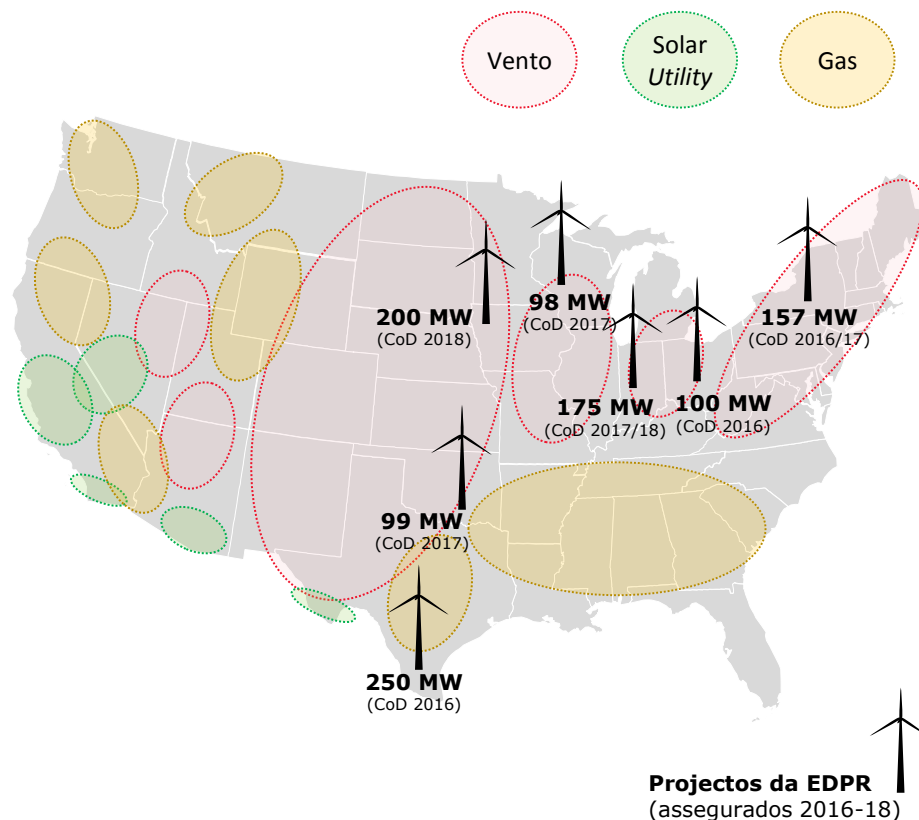 Vento
Solar
Utility
Gas
200 MW
(CoD 2018)
98 MW
(CoD 2017)
157 MW
(CoD 2016/17)
175 MW
(CoD 2017/18)
100 MW
(CoD 2016)
99 MW
(CoD 2017)
250 MW
(CoD 2016)
Projectos da EDPR
(assegurados 2016-18)